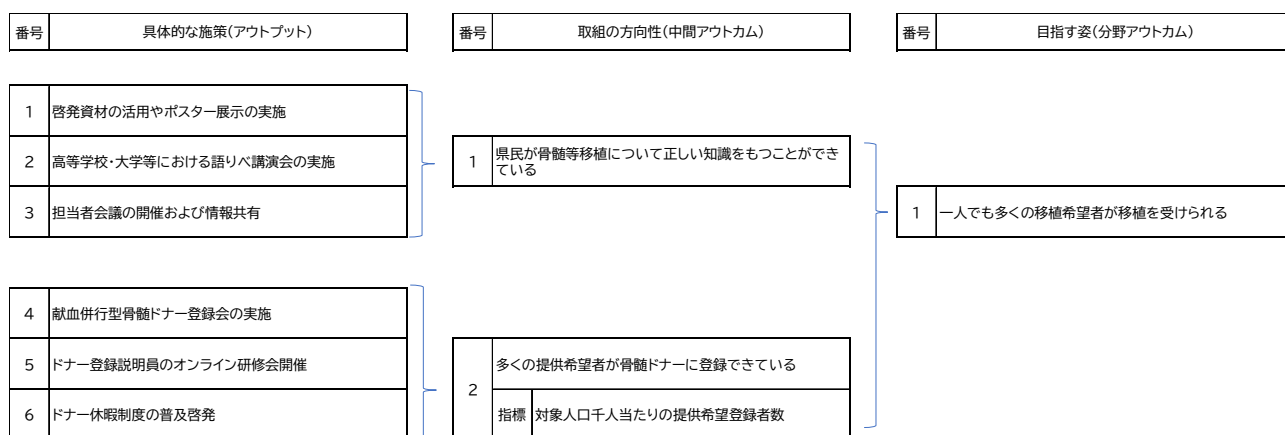 番号 具体的な施策(アウトプット) 番号 取組の方向性(中間アウトカム) 番号 目指す姿(分野アウトカム)
1 啓発資材の活用やポスター展示の実施
2 高等学校・大学等における語りべ講演会の実施
3 担当者会議の開催および情報共有
1 県民が骨髄等移植について正しい知識をもつことができ
ている
1 一人でも多くの移植希望者が移植を受けられる
4 献血併行型骨髄ドナー登録会の実施
5 ドナー登録説明員のオンライン研修会開催
6 ドナー休暇制度の普及啓発
2 多くの提供希望者が骨髄ドナーに登録できている
指標 対象人口千人当たりの提供希望登録者数